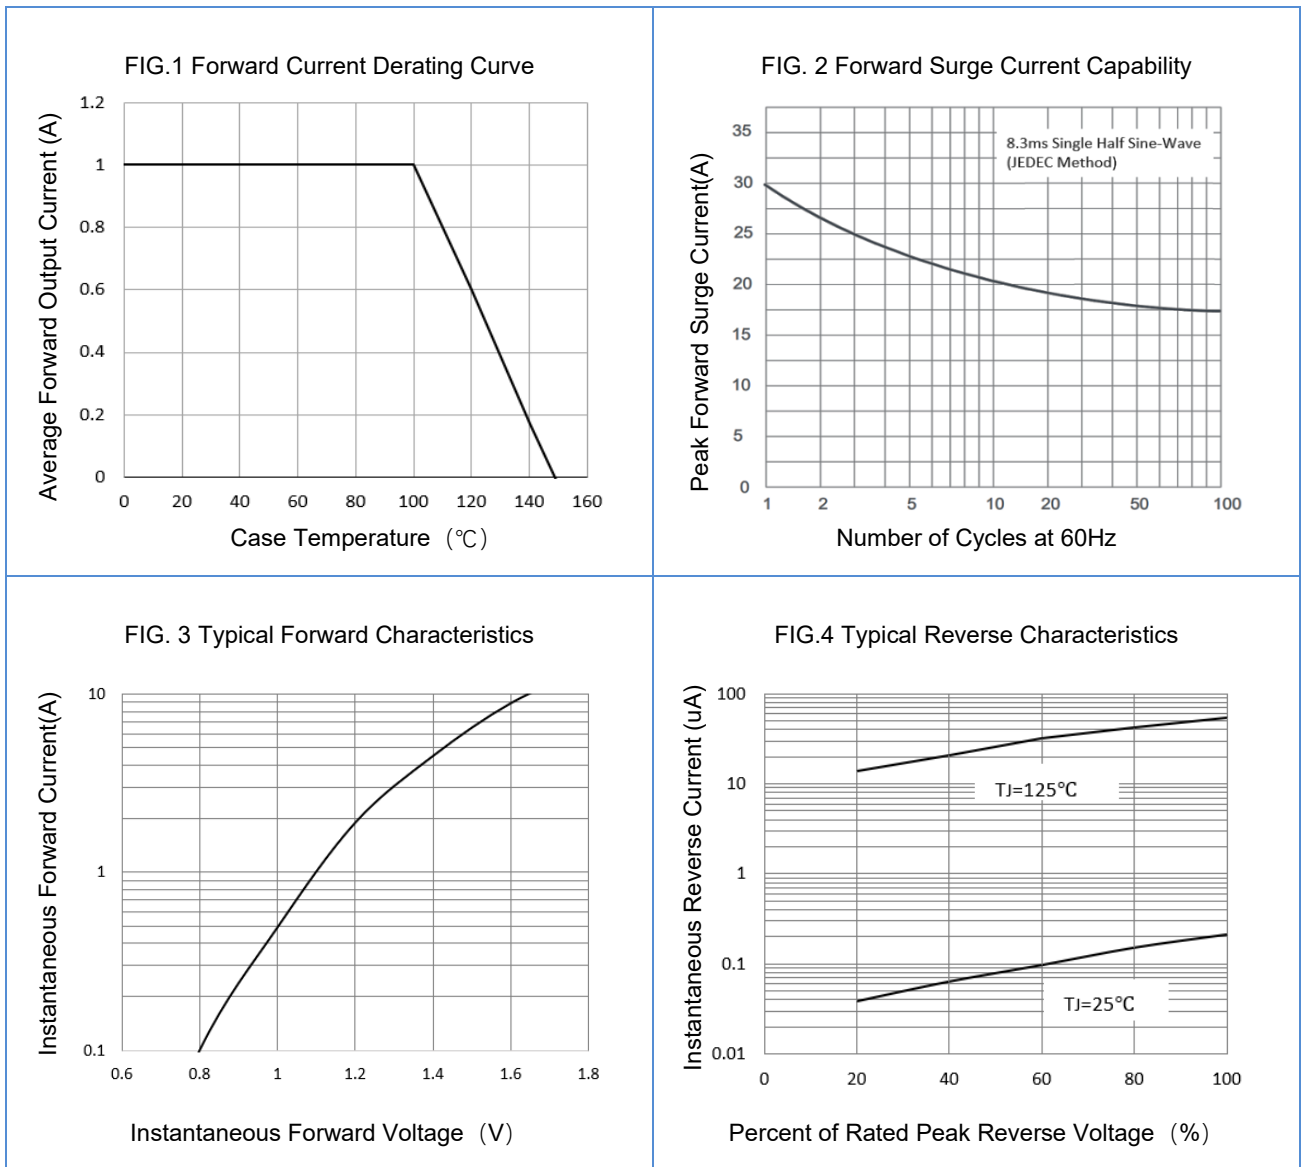 FIG.1 Forward Current Derating Curve
Average Forward Output Current (A)
1.2
1
0.8
0.6
0.4
0.2
0
0 20 40 60 80 100 120 140 160
Case Temperature（℃）
FIG. 2 Forward Surge Current Capability
Peak Forward Surge Current(A)
8.3ms Single Half Sine-Wave
(JEDEC Method)
35
30
25
20
15
10
5
0
1 2 5 10 20 50 100
Number of Cycles at 60Hz
FIG. 3 Typical Forward Characteristics
Instantaneous Forward Current(A)
10
1
0.1
0.6 0.8 1 1.2 1.4 1.6 1.8
Instantaneous Forward Voltage（V）
FIG.4 Typical Reverse Characteristics
Instantaneous Reverse Current (uA)
100
10
TJ=125℃
1
0.1
TJ=25℃
0.01
0 20 40 60 80 100
Percent of Rated Peak Reverse Voltage（%）